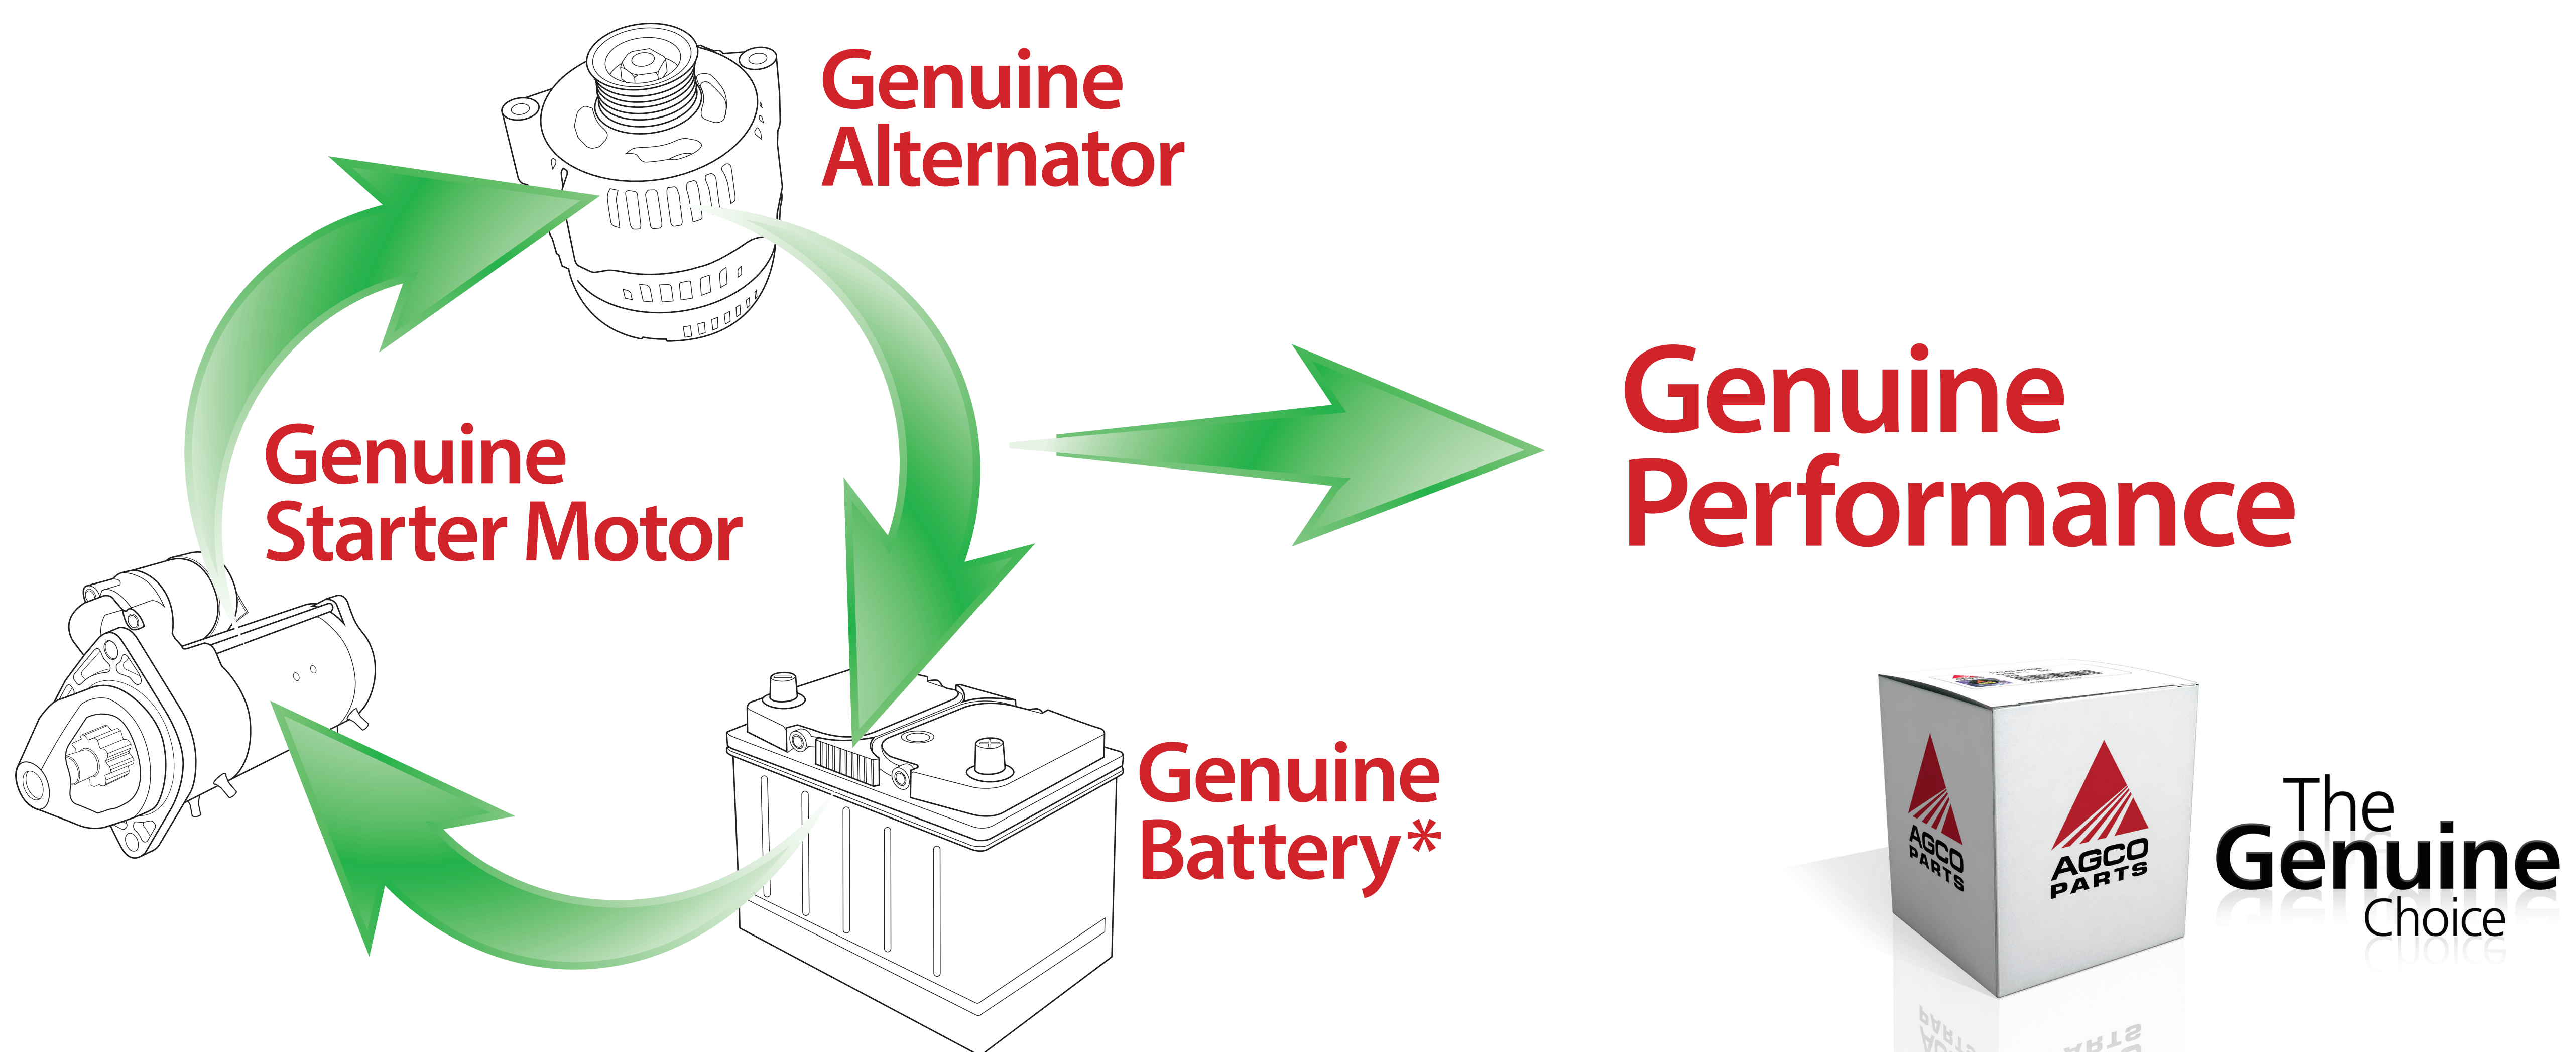 Genuine
Alternator
Genuine
Starter Motor
Genuine
Performance
Genuine
Battery*
AGCO
PARTS
AGCO
PARTS
The
Genuine
Choice